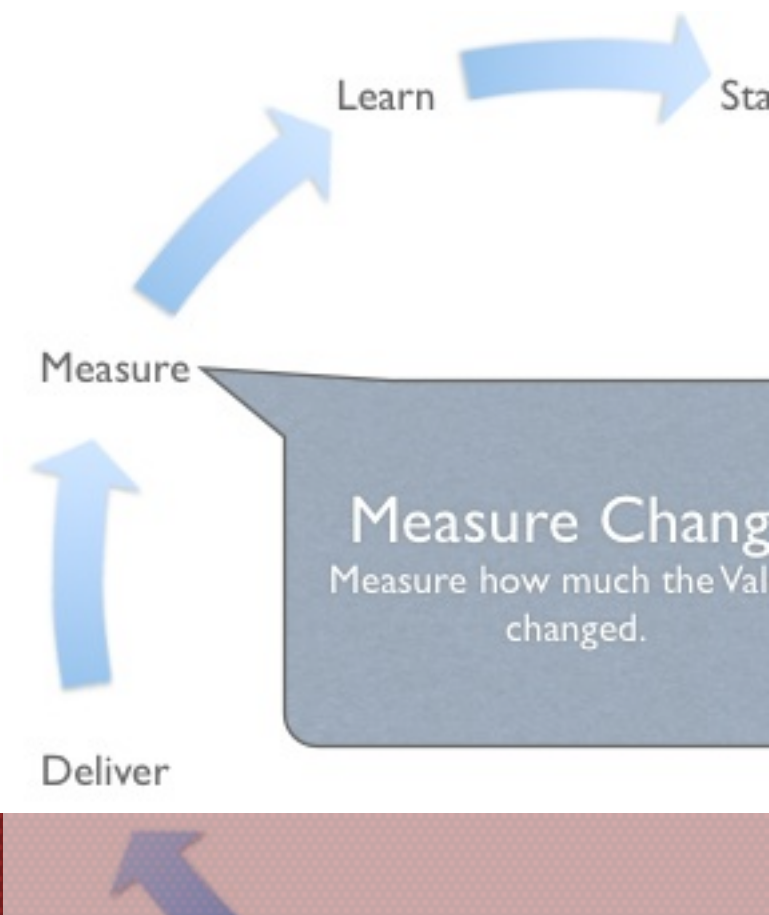 Learn
Sta
Measure
Measure Chang
Measure how much the Val
changed.
Deliver